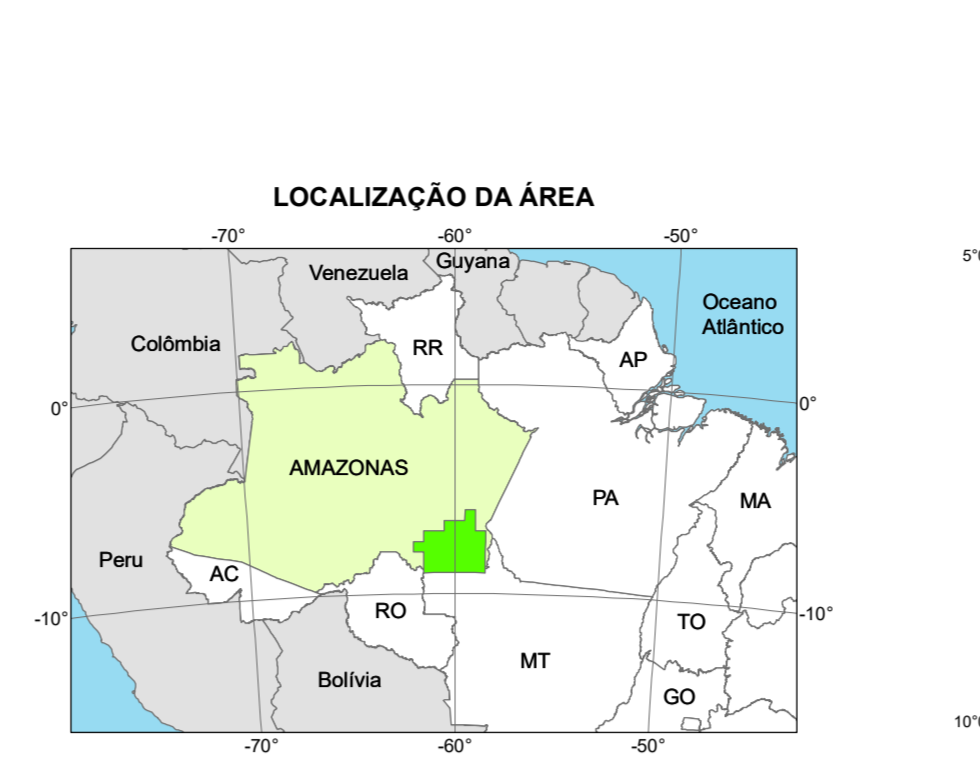 LOCALIZAÇÃO DA ÁREA
-70°
-60°
-50°
Venezuela
Guyana
5°
Oceano
Atlântico
Colômbia
RR
AP
0°
0°
AMAZONAS
PA
MA
Peru
AC
RO
-10°
-10°
TO
MT
Bolívia
GO
10°
-70°
-60°
-50°